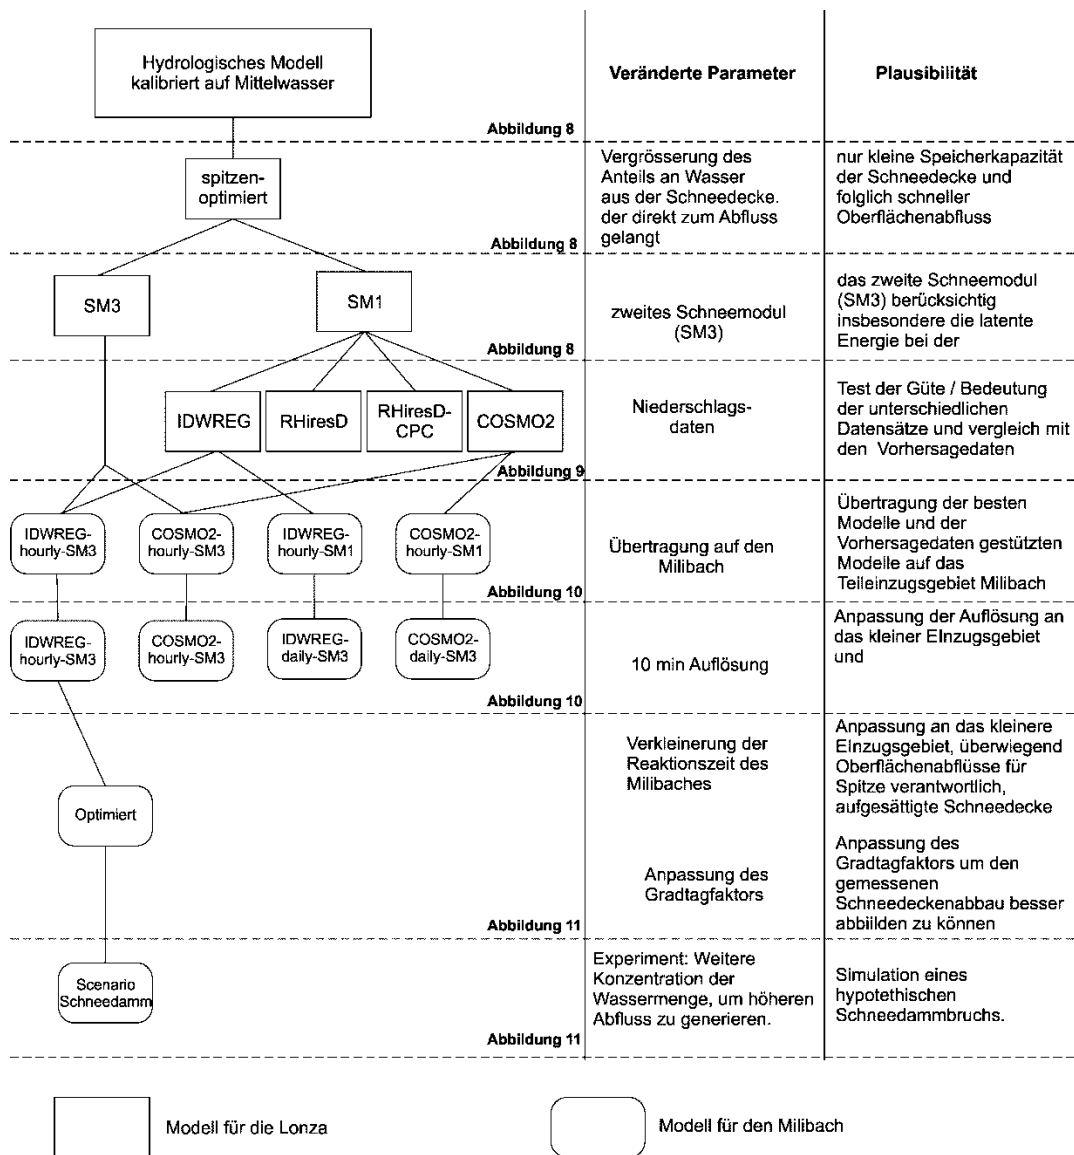 Hydrologisches Modell
kalibriert auf Mittelwasser
Veränderte Parameter
Plausibilität
Abbildung 8
spitzen-
optimiert
Vergrösserung des
Anteils an Wasser
aus der Schneedecke.
der direkt zum Abfluss
gelangt
nur kleine Speicherkapazität
der Schneedecke und
folglich schneller
Oberflächenabfluss
Abbildung 8
SM3
SM1
zweites Schneemodul
(SM3)
das zweite Schneemodul
(SM3) berücksichtig
insbesondere die latente
Energie bei der
Abbildung 8
IDWREG
RHiresD
RHiresD-
CPC
COSMO2
Niederschlags-
daten
Test der Güte / Bedeutung
der unterschiedlichen
Datensätze und vergleich mit
den Vorhersagedaten
Abbildung 9
IDWREG-
hourly-SM3
COSMO2-
hourly-SM3
IDWREG-
hourly-SM1
COSMO2-
hourly-SM1
Übertragung auf den
Milibach
Übertragung der besten
Modelle und der
Vorhersagedaten gestützten
Modelle auf das
Teileinzugsgebiet Milibach
Abbildung 10
IDWREG-
hourly-SM3
COSMO2-
hourly-SM3
IDWREG-
daily-SM3
COSMO2-
daily-SM3
10 min Auflösung
Anpassung der Auflösung an
das kleiner EInzugsgebiet
und
Abbildung 10
Optimiert
Verkleinerung der
Reaktionszeit des
Milibaches
Anpassung an das kleinere
EInzugsgebiet, überwiegend
Oberflächenabflüsse für
Spitze verantwortlich,
aufgesättigte Schneedecke
Anpassung des
Gradtagfaktors
Anpassung des
Gradtagfaktors um den
gemessenen
Schneedeckenabbau besser
abbilden zu können
Abbildung 11
Scenario
Schneedamm
Experiment: Weitere
Konzentration der
Wassermenge, um höheren
Abfluss zu generieren.
Simulation eines
hypotethischen
Schneedammbruchs.
Abbildung 11
Modell für die Lonza
Modell für den Milibach